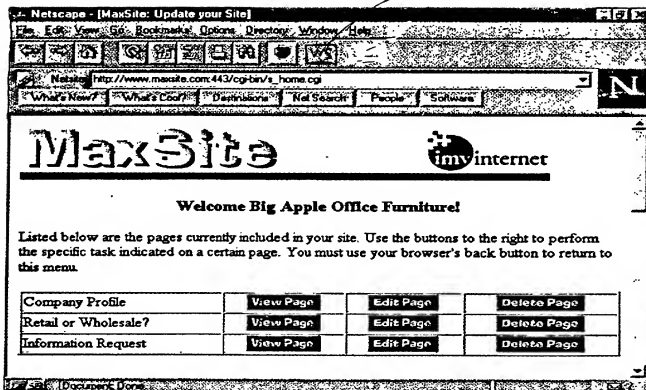 Netscape - [MaxSite: Update your Site]
File Edit View Go Bookmarks Options Directory Window Help
Netsite: http://www.maxsite.com:443/cgi-bin/s_home.cgi
What's New? What's Cool? Destinations Net Search People Software
N
MaxSite imvinternet
Welcome Big Apple Office Furniture!
Listed below are the pages currently included in your site. Use the buttons to the right to perform
the specific task indicated on a certain page. You must use your browser's back button to return to
this menu.
Company Profile View Page Edit Page Delete Page
Retail or Wholesale? View Page Edit Page Delete Page
Information Request View Page Edit Page Delete Page
Document: Done